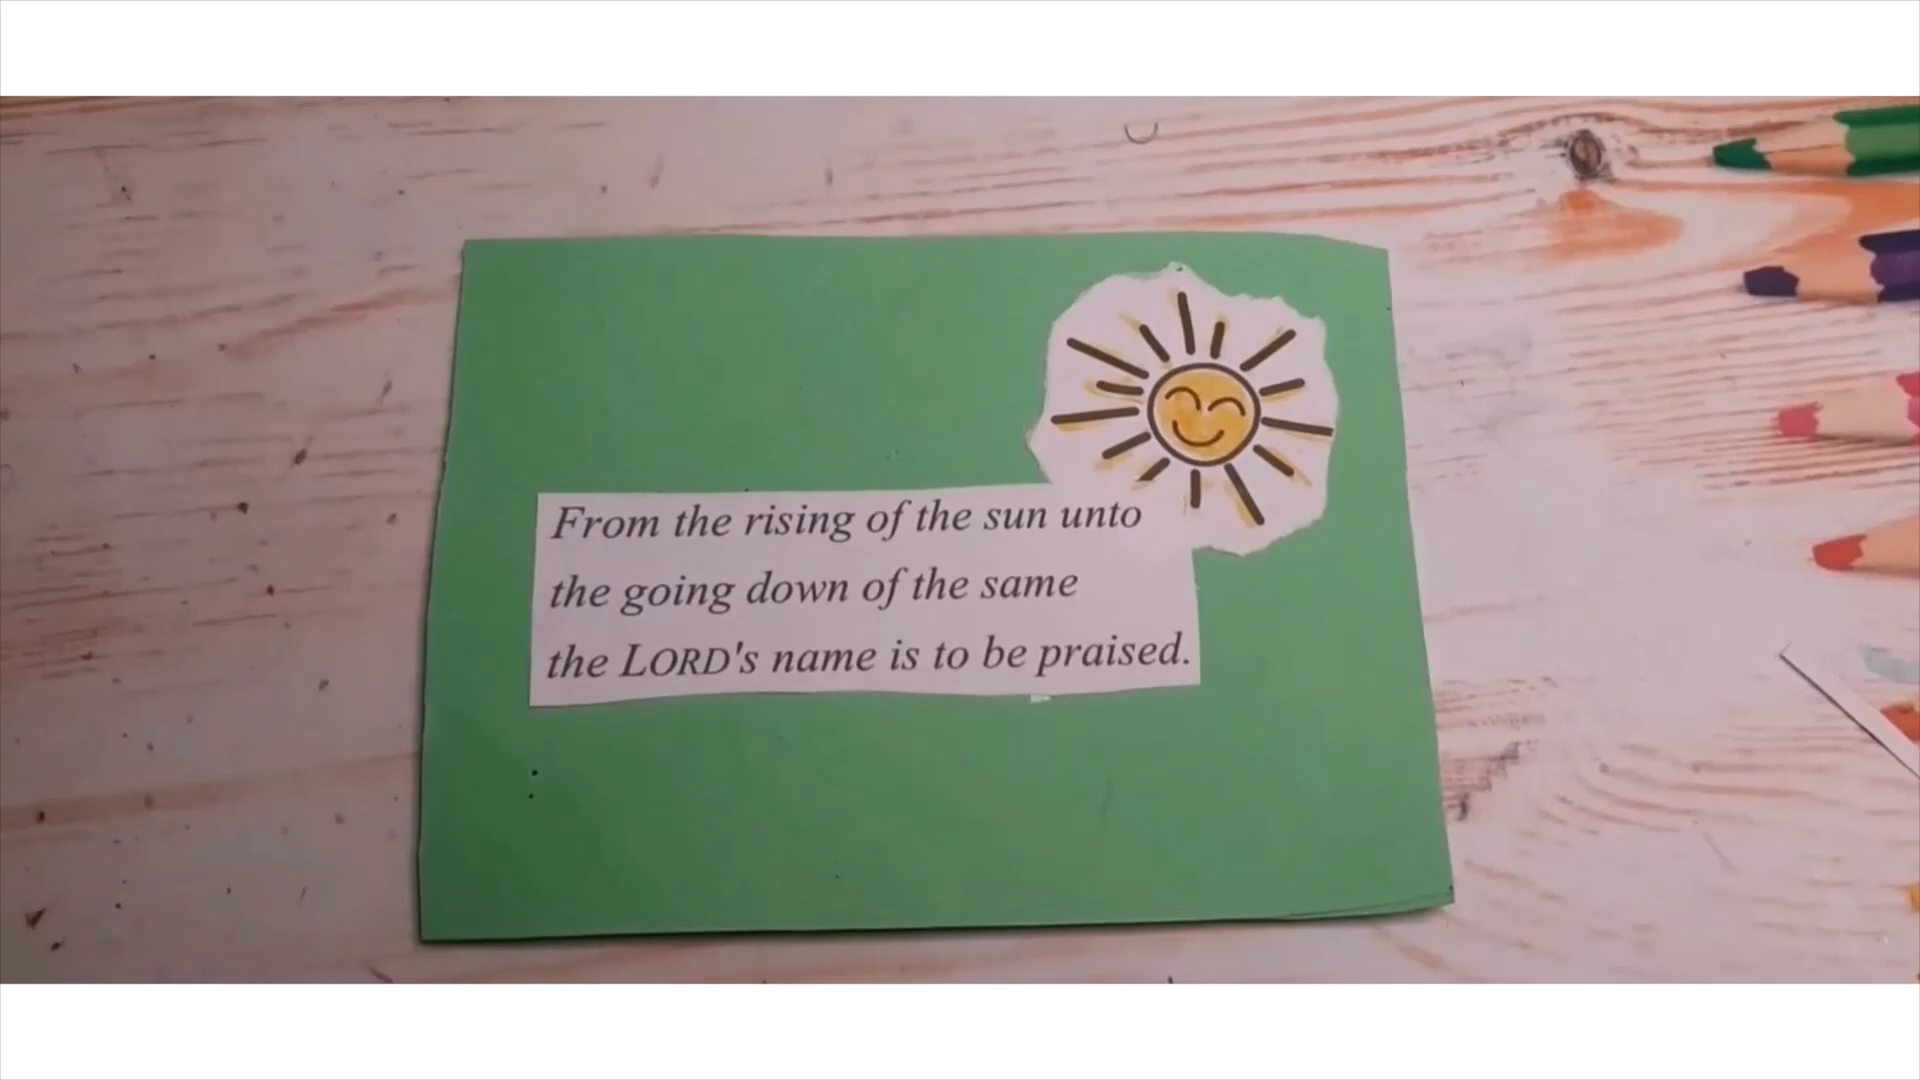 From the rising of the sun unto
the going down of the same
the LORD's name is to be praised.